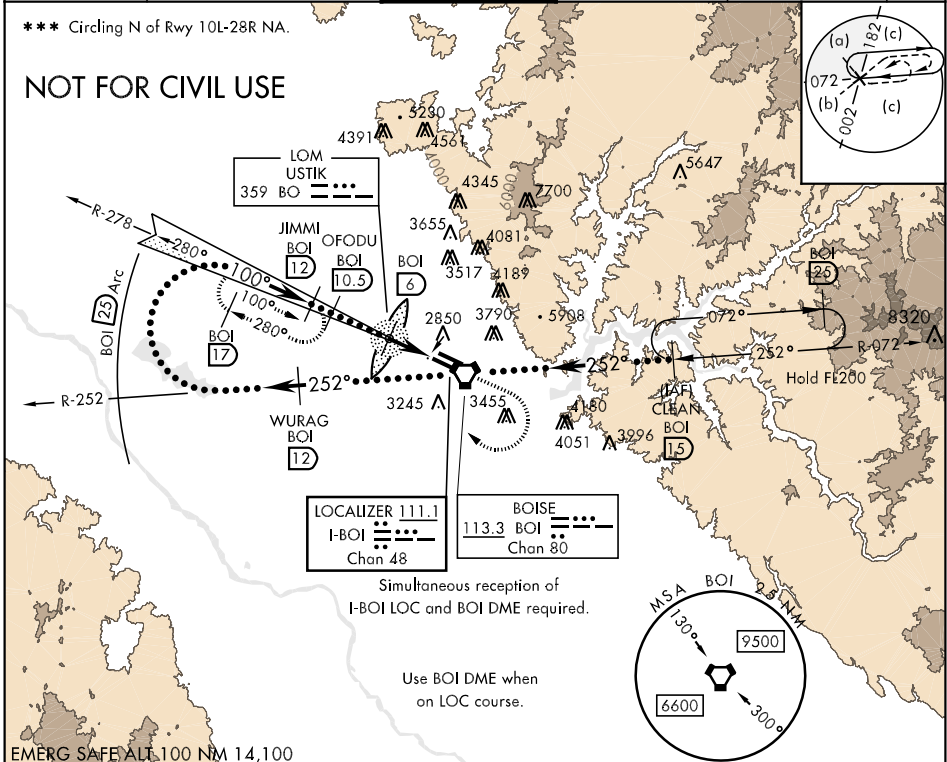 *** Circling N of Rwy 10L-28R NA.
NOT FOR CIVIL USE
(a)
182
(c)
072
(b)
(c)
002
5230
4391
4561
4000
LOM
USTIK
359 BO
4345
6000
7700
5647
R-278
280°
100°
JIMMI
BOI
12
OFODU
BOI
10.5
BOI
6
3655
4081
3517
4189
BOI
25
BOI 25 Arc
100°
280°
BOI
17
2850
3790
5908
072°
8320
252°
R-072
Hold FL200
252°
252°
R-252
WURAG
BOI
12
3245
3455
4180
4051
3996
(IAF)
CLEAN
BOI
15
LOCALIZER 111.1
I-BOI
Chan 48
BOISE
113.3 BOI
Chan 80
Simultaneous reception of
I-BOI LOC and BOI DME required.
Use BOI DME when
on LOC course.
MSA BOI 25 NM
130°
9500
6600
300°
EMERG SAFE ALT 100 NM 14,100